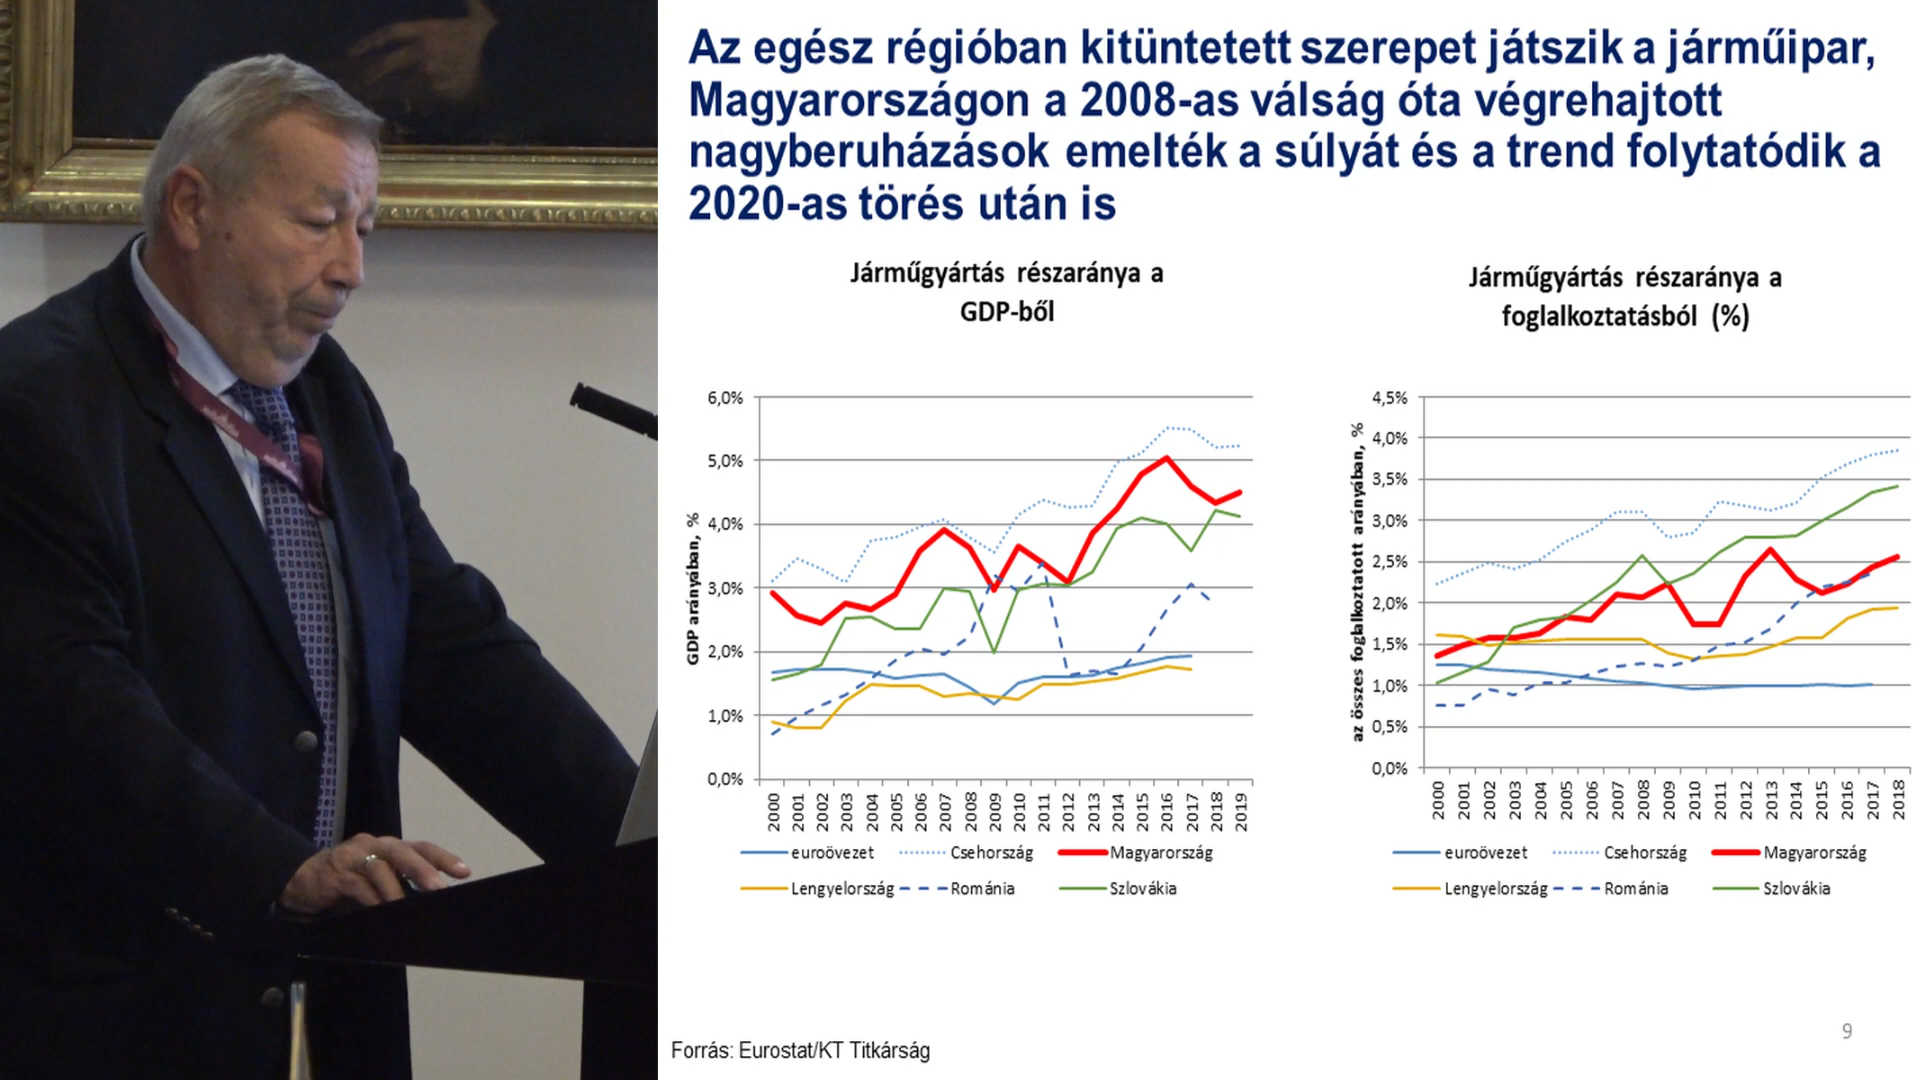 Az egész régióban kitüntetett szerepet játszik a járműipar,
Magyarországon a 2008-as válság óta végrehajtott
nagyberuházások emelték a súlyát és a trend folytatódik a
2020-as törés után is
Járműgyártás részaránya a
GDP-ből
GDP arányában, %
6,0%
5,0%
4,0%
3,0%
2,0%
1,0%
0,0%
2000 2001 2002 2003 2004 2005 2006 2007 2008 2009 2010 2011 2012 2013 2014 2015 2016 2017 2018 2019
euroövezet Csehország Magyarország
Lengyelország Románia Szlovákia
Járműgyártás részaránya a
foglalkoztatásból (%)
az összes foglalkoztatott arányában, %
4,5%
4,0%
3,5%
3,0%
2,5%
2,0%
1,5%
1,0%
0,5%
0,0%
2000 2001 2002 2003 2004 2005 2006 2007 2008 2009 2010 2011 2012 2013 2014 2015 2016 2017 2018
euroövezet Csehország Magyarország
Lengyelország Románia Szlovákia
9
Forrás: Eurostat/KT Titkárság